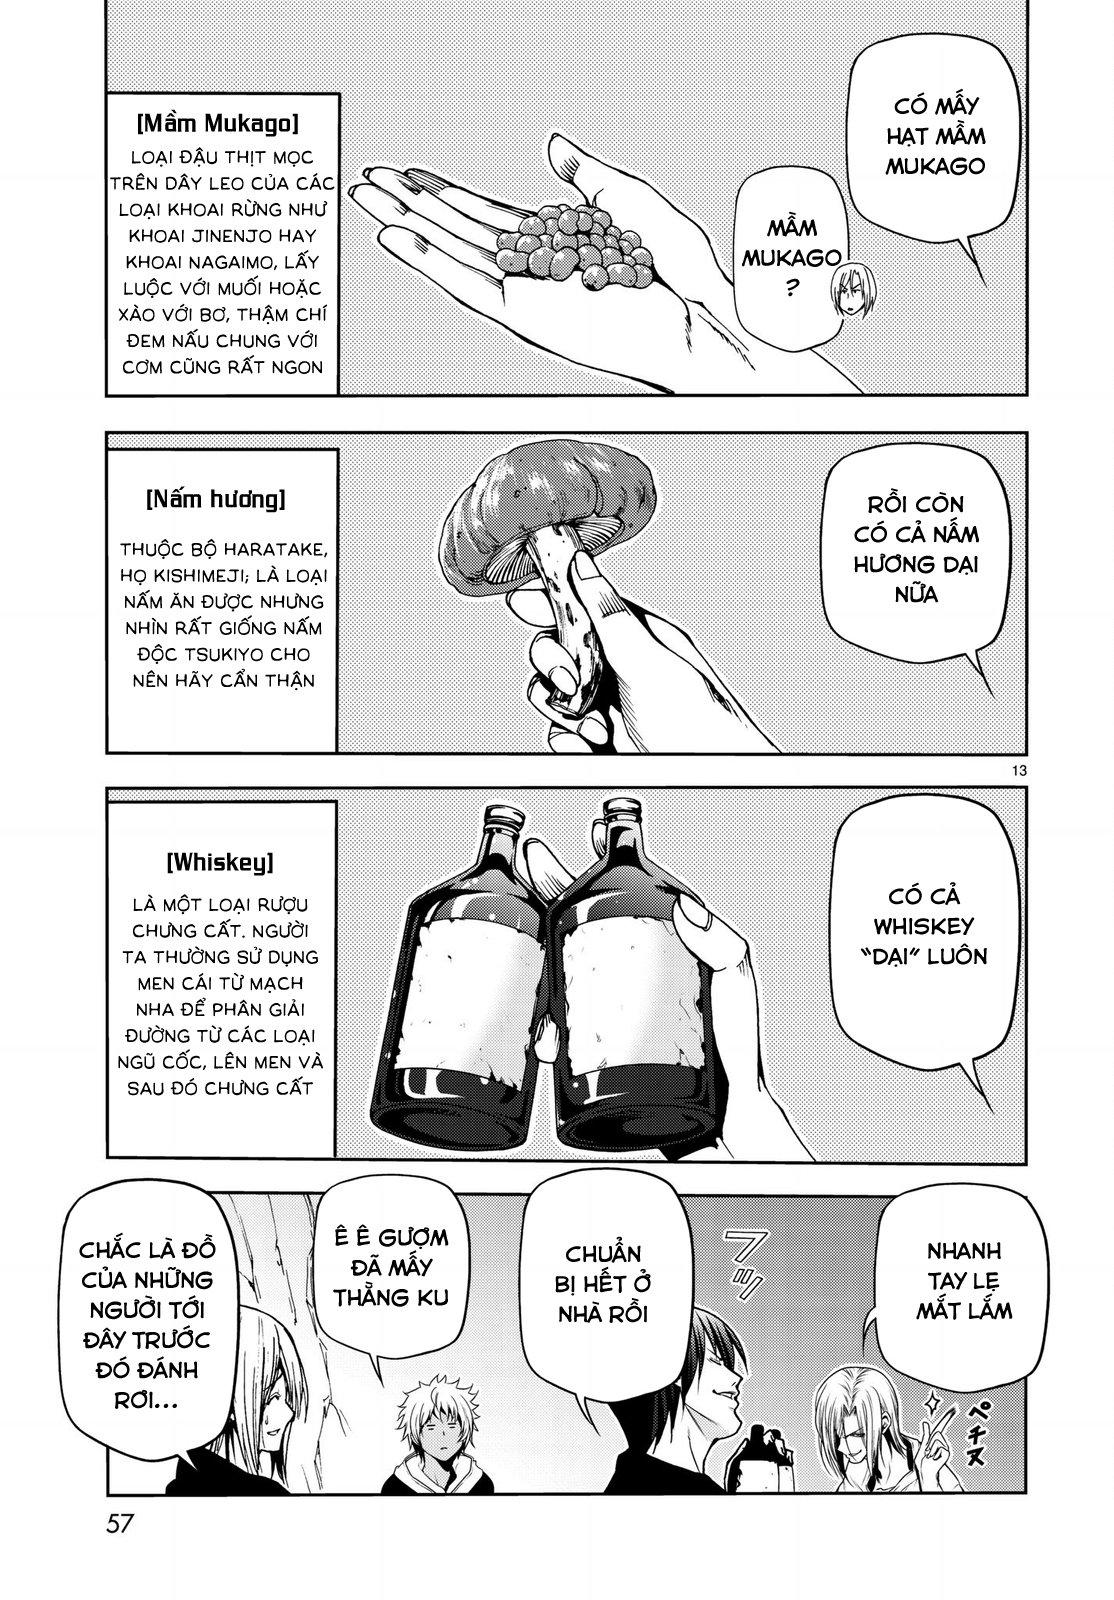 CÓ MẤY
HẠT MẦM
MUKAGO
MẦM
MUKAGO
?
[Mầm Mukago]
LOẠI ĐẬU THỊT MỌC
TRÊN DÂY LEO CỦA CÁC
LOẠI KHOAI RỪNG NHƯ
KHOAI JINENJO HAY
KHOAI NAGAIMO, LẤY
LUỘC VỚI MUỐI HOẶC
XÀO VỚI BƠ, THẬM CHÍ
ĐEM NẤU CHUNG VỚI
CƠM CŨNG RẤT NGON
RỒI CÒN
CÓ CẢ NẤM
HƯƠNG DẠI
NỮA
[Nấm hương]
THUỘC BỘ HARATAKE,
HỌ KISHIMEJI; LÀ LOẠI
NẤM ĂN ĐƯỢC NHƯNG
NHÌN RẤT GIỐNG NẤM
ĐỘC TSUKIYO CHO
NÊN HÃY CẨN THẬN
13
CÓ CẢ
WHISKEY
“DẠI” LUÔN
[Whiskey]
LÀ MỘT LOẠI RƯỢU
CHƯNG CẤT. NGƯỜI
TA THƯỜNG SỬ DỤNG
MEN CÁI TỪ MẠCH
NHA ĐỂ PHÂN GIẢI
ĐƯỜNG TỪ CÁC LOẠI
NGŨ CỐC, LÊN MEN VÀ
SAU ĐÓ CHƯNG CẤT
NHANH
TAY LẸ
MẮT LẮM
ペチヌ
CHUẨN
BỊ HẾT Ở
NHÀ RỒI
フッ
Ê Ê GƯỢM
ĐÃ MẤY
THẰNG KU
CHẮC LÀ ĐỒ
CỦA NHỮNG
NGƯỜI TỚI
ĐÂY TRƯỚC
ĐÓ ĐÁNH
RƠI...
57